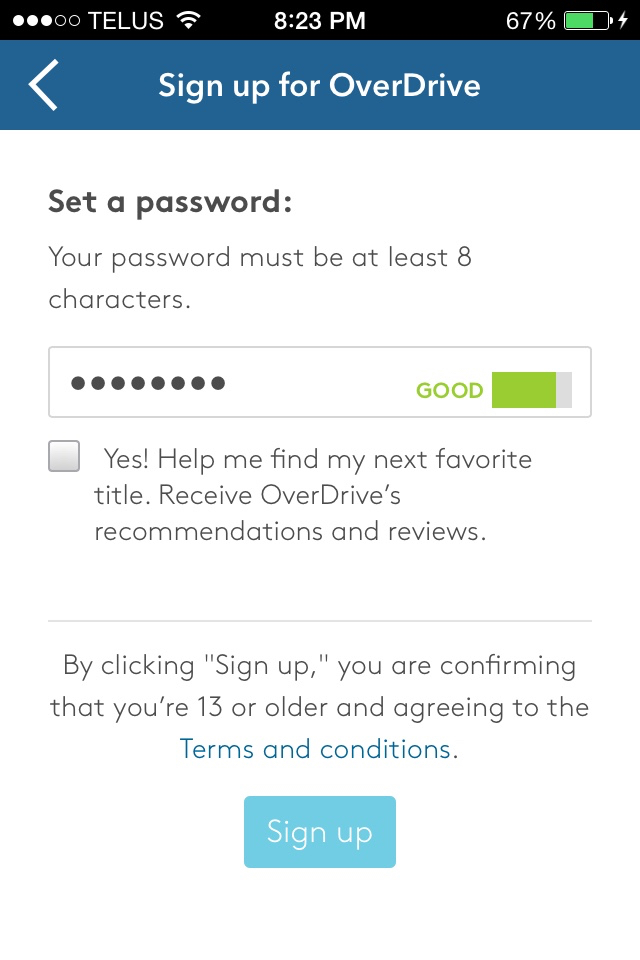 TELUS 8:23 PM 67%
Sign up for OverDrive
Set a password:
Your password must be at least 8
characters.
●●●●●●●● GOOD
Yes! Help me find my next favorite
title. Receive OverDrive’s
recommendations and reviews.
By clicking "Sign up," you are confirming
that you’re 13 or older and agreeing to the
Terms and conditions.
Sign up